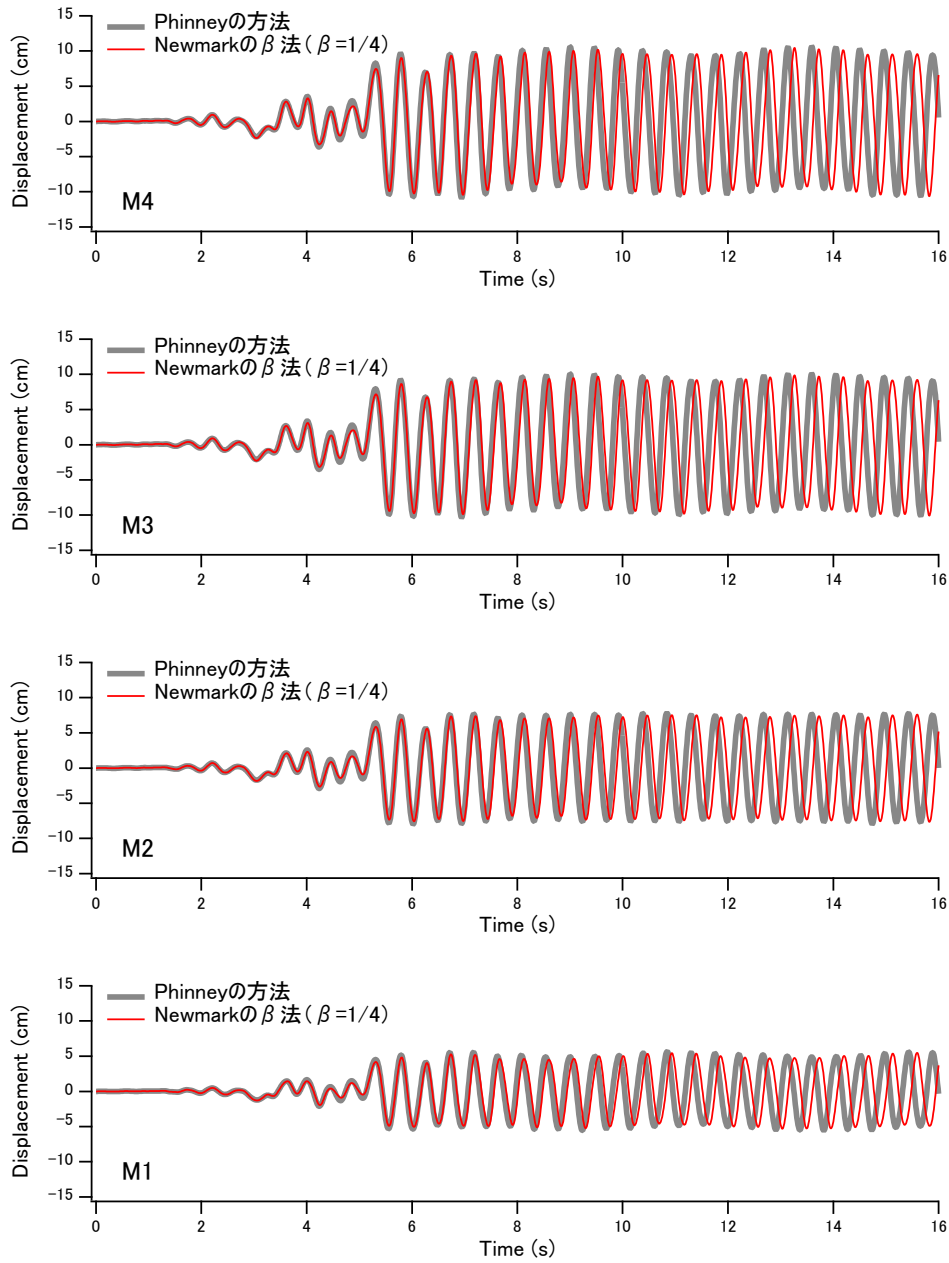 15
10
5
0
−5
−10
−15
Displacement (cm)
Phinneyの方法
Newmarkのβ法(β=1/4)
M4
0 2 4 6 8 10 12 14 16
Time (s)
15
10
5
0
−5
−10
−15
Displacement (cm)
Phinneyの方法
Newmarkのβ法(β=1/4)
M3
0 2 4 6 8 10 12 14 16
Time (s)
15
10
5
0
−5
−10
−15
Displacement (cm)
Phinneyの方法
Newmarkのβ法(β=1/4)
M2
0 2 4 6 8 10 12 14 16
Time (s)
15
10
5
0
−5
−10
−15
Displacement (cm)
Phinneyの方法
Newmarkのβ法(β=1/4)
M1
0 2 4 6 8 10 12 14 16
Time (s)